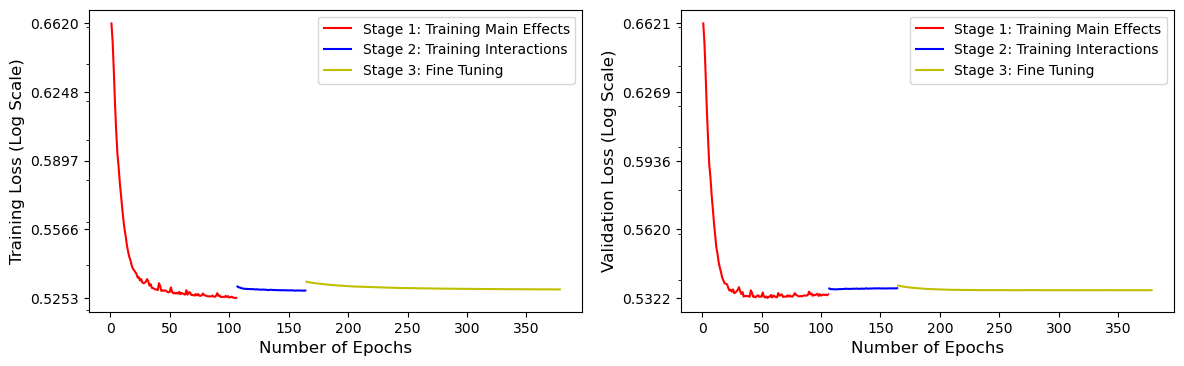 Training Loss (Log Scale)
0.6620
0.6248
0.5897
0.5566
0.5253
0
50
100
150
200
250
300
350
Number of Epochs
Stage 1: Training Main Effects
Stage 2: Training Interactions
Stage 3: Fine Tuning
Validation Loss (Log Scale)
0.6621
0.6269
0.5936
0.5620
0.5322
0
50
100
150
200
250
300
350
Number of Epochs
Stage 1: Training Main Effects
Stage 2: Training Interactions
Stage 3: Fine Tuning